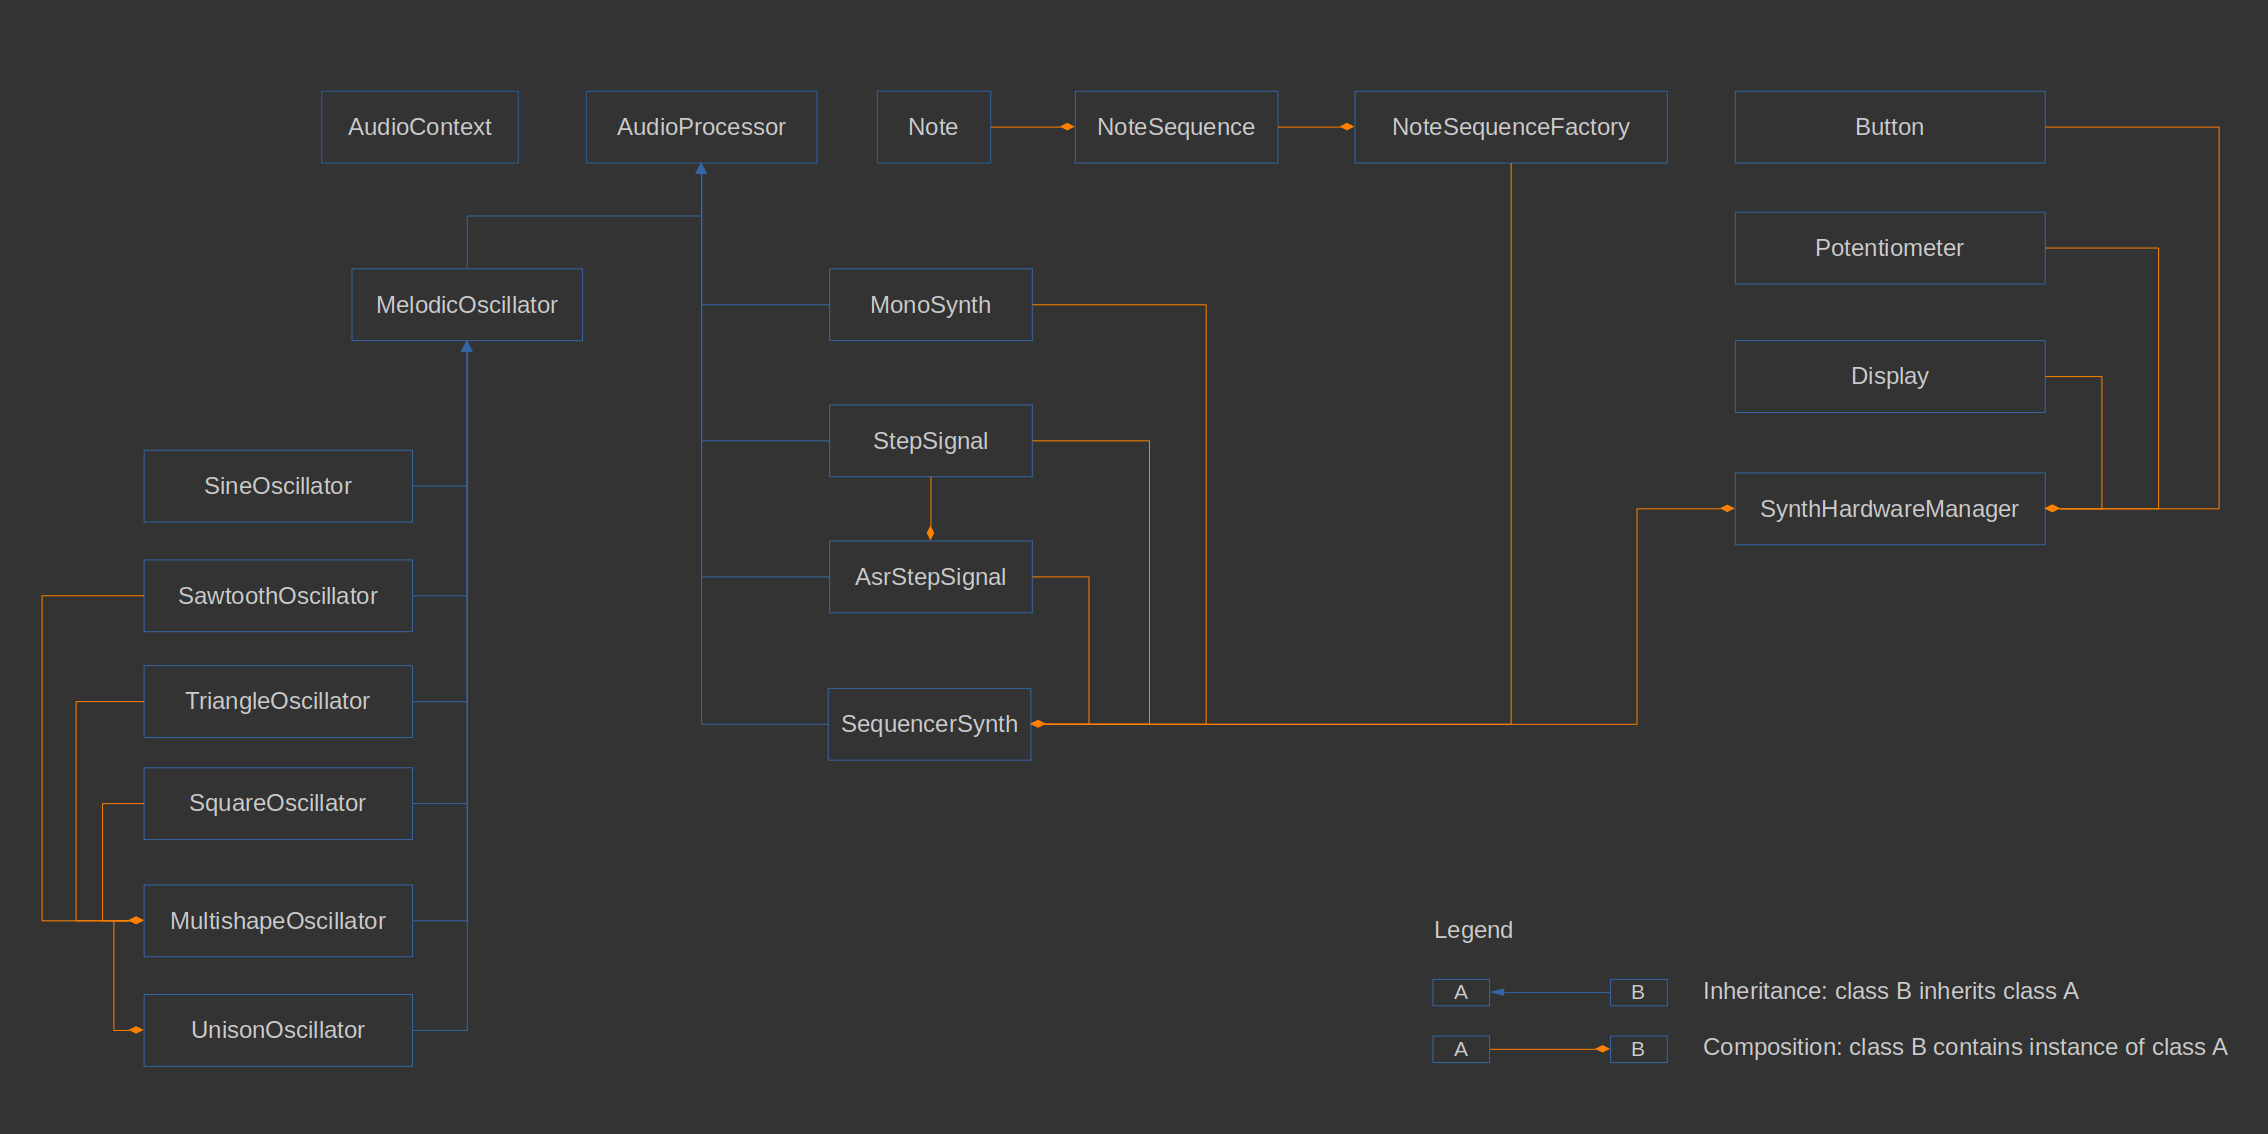 AudioContext
AudioProcessor
Note
NoteSequence
NoteSequenceFactory
Button
Potentiometer
MelodicOscillator
MonoSynth
Display
StepSignal
SineOscillator
SynthHardwareManager
AsrStepSignal
SawtoothOscillator
TriangleOscillator
SequencerSynth
SquareOscillator
MultishapeOscillator
UnisonOscillator
Legend
A B Inheritance: class B inherits class A
A B Composition: class B contains instance of class A